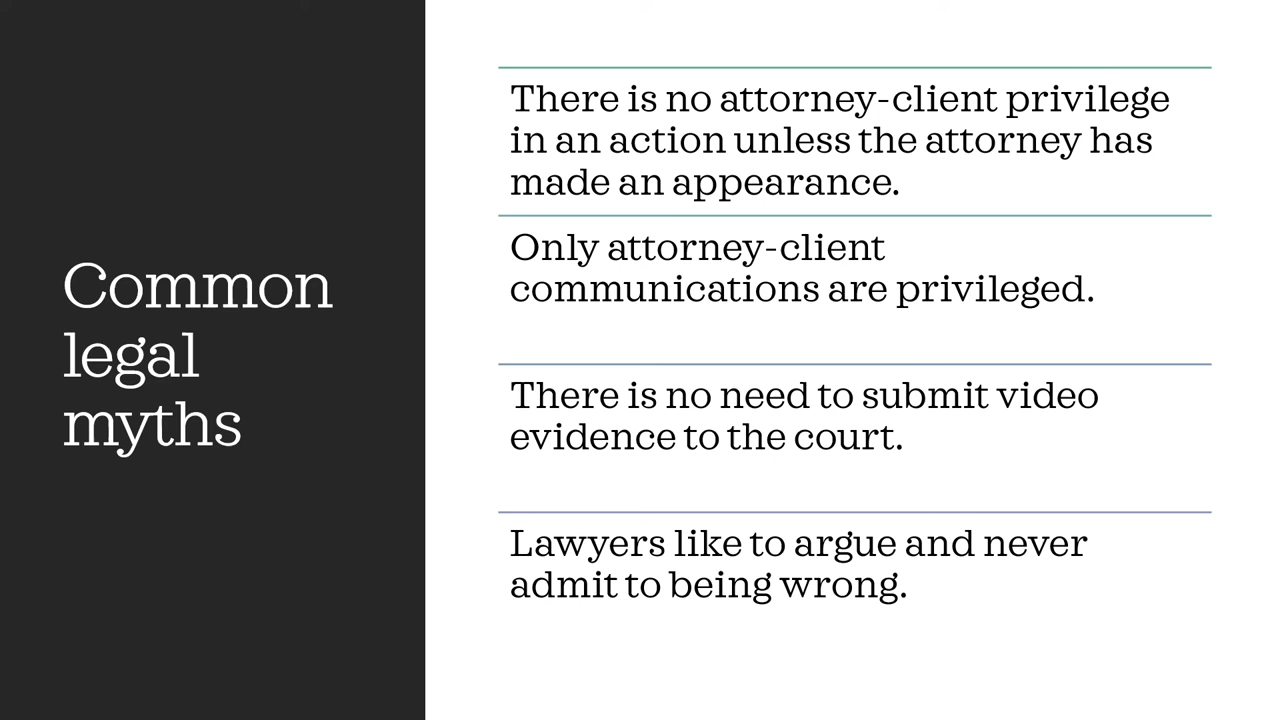 Common
legal
myths
There is no attorney-client privilege
in an action unless the attorney has
made an appearance.
Only attorney-client
communications are privileged.
There is no need to submit video
evidence to the court.
Lawyers like to argue and never
admit to being wrong.